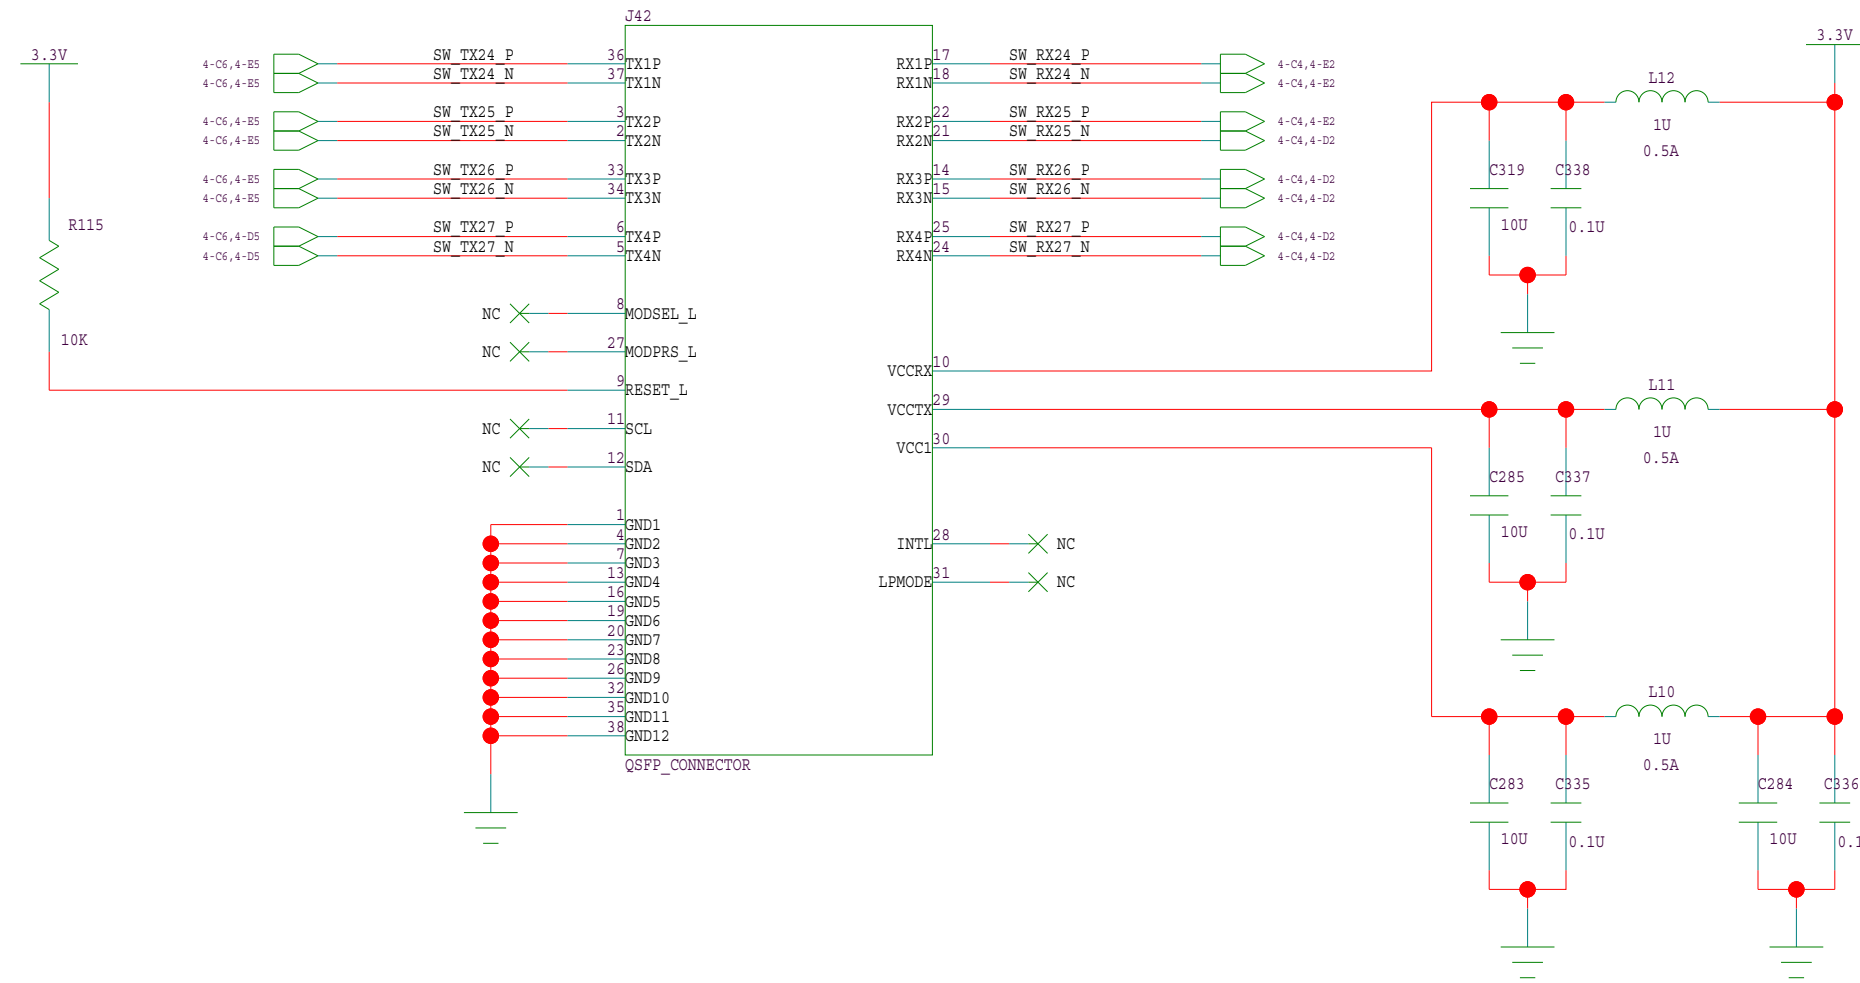 J42
3.3V
3.3V
4-C6,4-E5 SW_TX24_P 36 TX1P
4-C6,4-E5 SW_TX24_N 37 TX1N
4-C6,4-E5 SW_TX25_P 3 TX2P
4-C6,4-E5 SW_TX25_N 2 TX2N
4-C6,4-E5 SW_TX26_P 33 TX3P
4-C6,4-E5 SW_TX26_N 34 TX3N
4-C6,4-D5 SW_TX27_P 6 TX4P
4-C6,4-D5 SW_TX27_N 5 TX4N
RX1P 17 SW_RX24_P 4-C4,4-E2
RX1N 18 SW_RX24_N 4-C4,4-E2
RX2P 22 SW_RX25_P 4-C4,4-E2
RX2N 21 SW_RX25_N 4-C4,4-D2
RX3P 14 SW_RX26_P 4-C4,4-D2
RX3N 15 SW_RX26_N 4-C4,4-D2
RX4P 25 SW_RX27_P 4-C4,4-D2
RX4N 24 SW_RX27_N 4-C4,4-D2
R115
10K
NC 8 MODSEL_L
NC 27 MODPRS_L
9 RESET_L
NC 11 SCL
NC 12 SDA
1 GND1
4 GND2
7 GND3
13 GND4
16 GND5
19 GND6
20 GND7
23 GND8
26 GND9
32 GND10
35 GND11
38 GND12
VCCRX 10
VCCTX 29
VCC1 30
INTL 28 NC
LPMODE 31 NC
QSFP_CONNECTOR
L12
1U
0.5A
C319
10U
C338
0.1U
L11
1U
0.5A
C285
10U
C337
0.1U
L10
1U
0.5A
C283
10U
C335
0.1U
C284
10U
C336